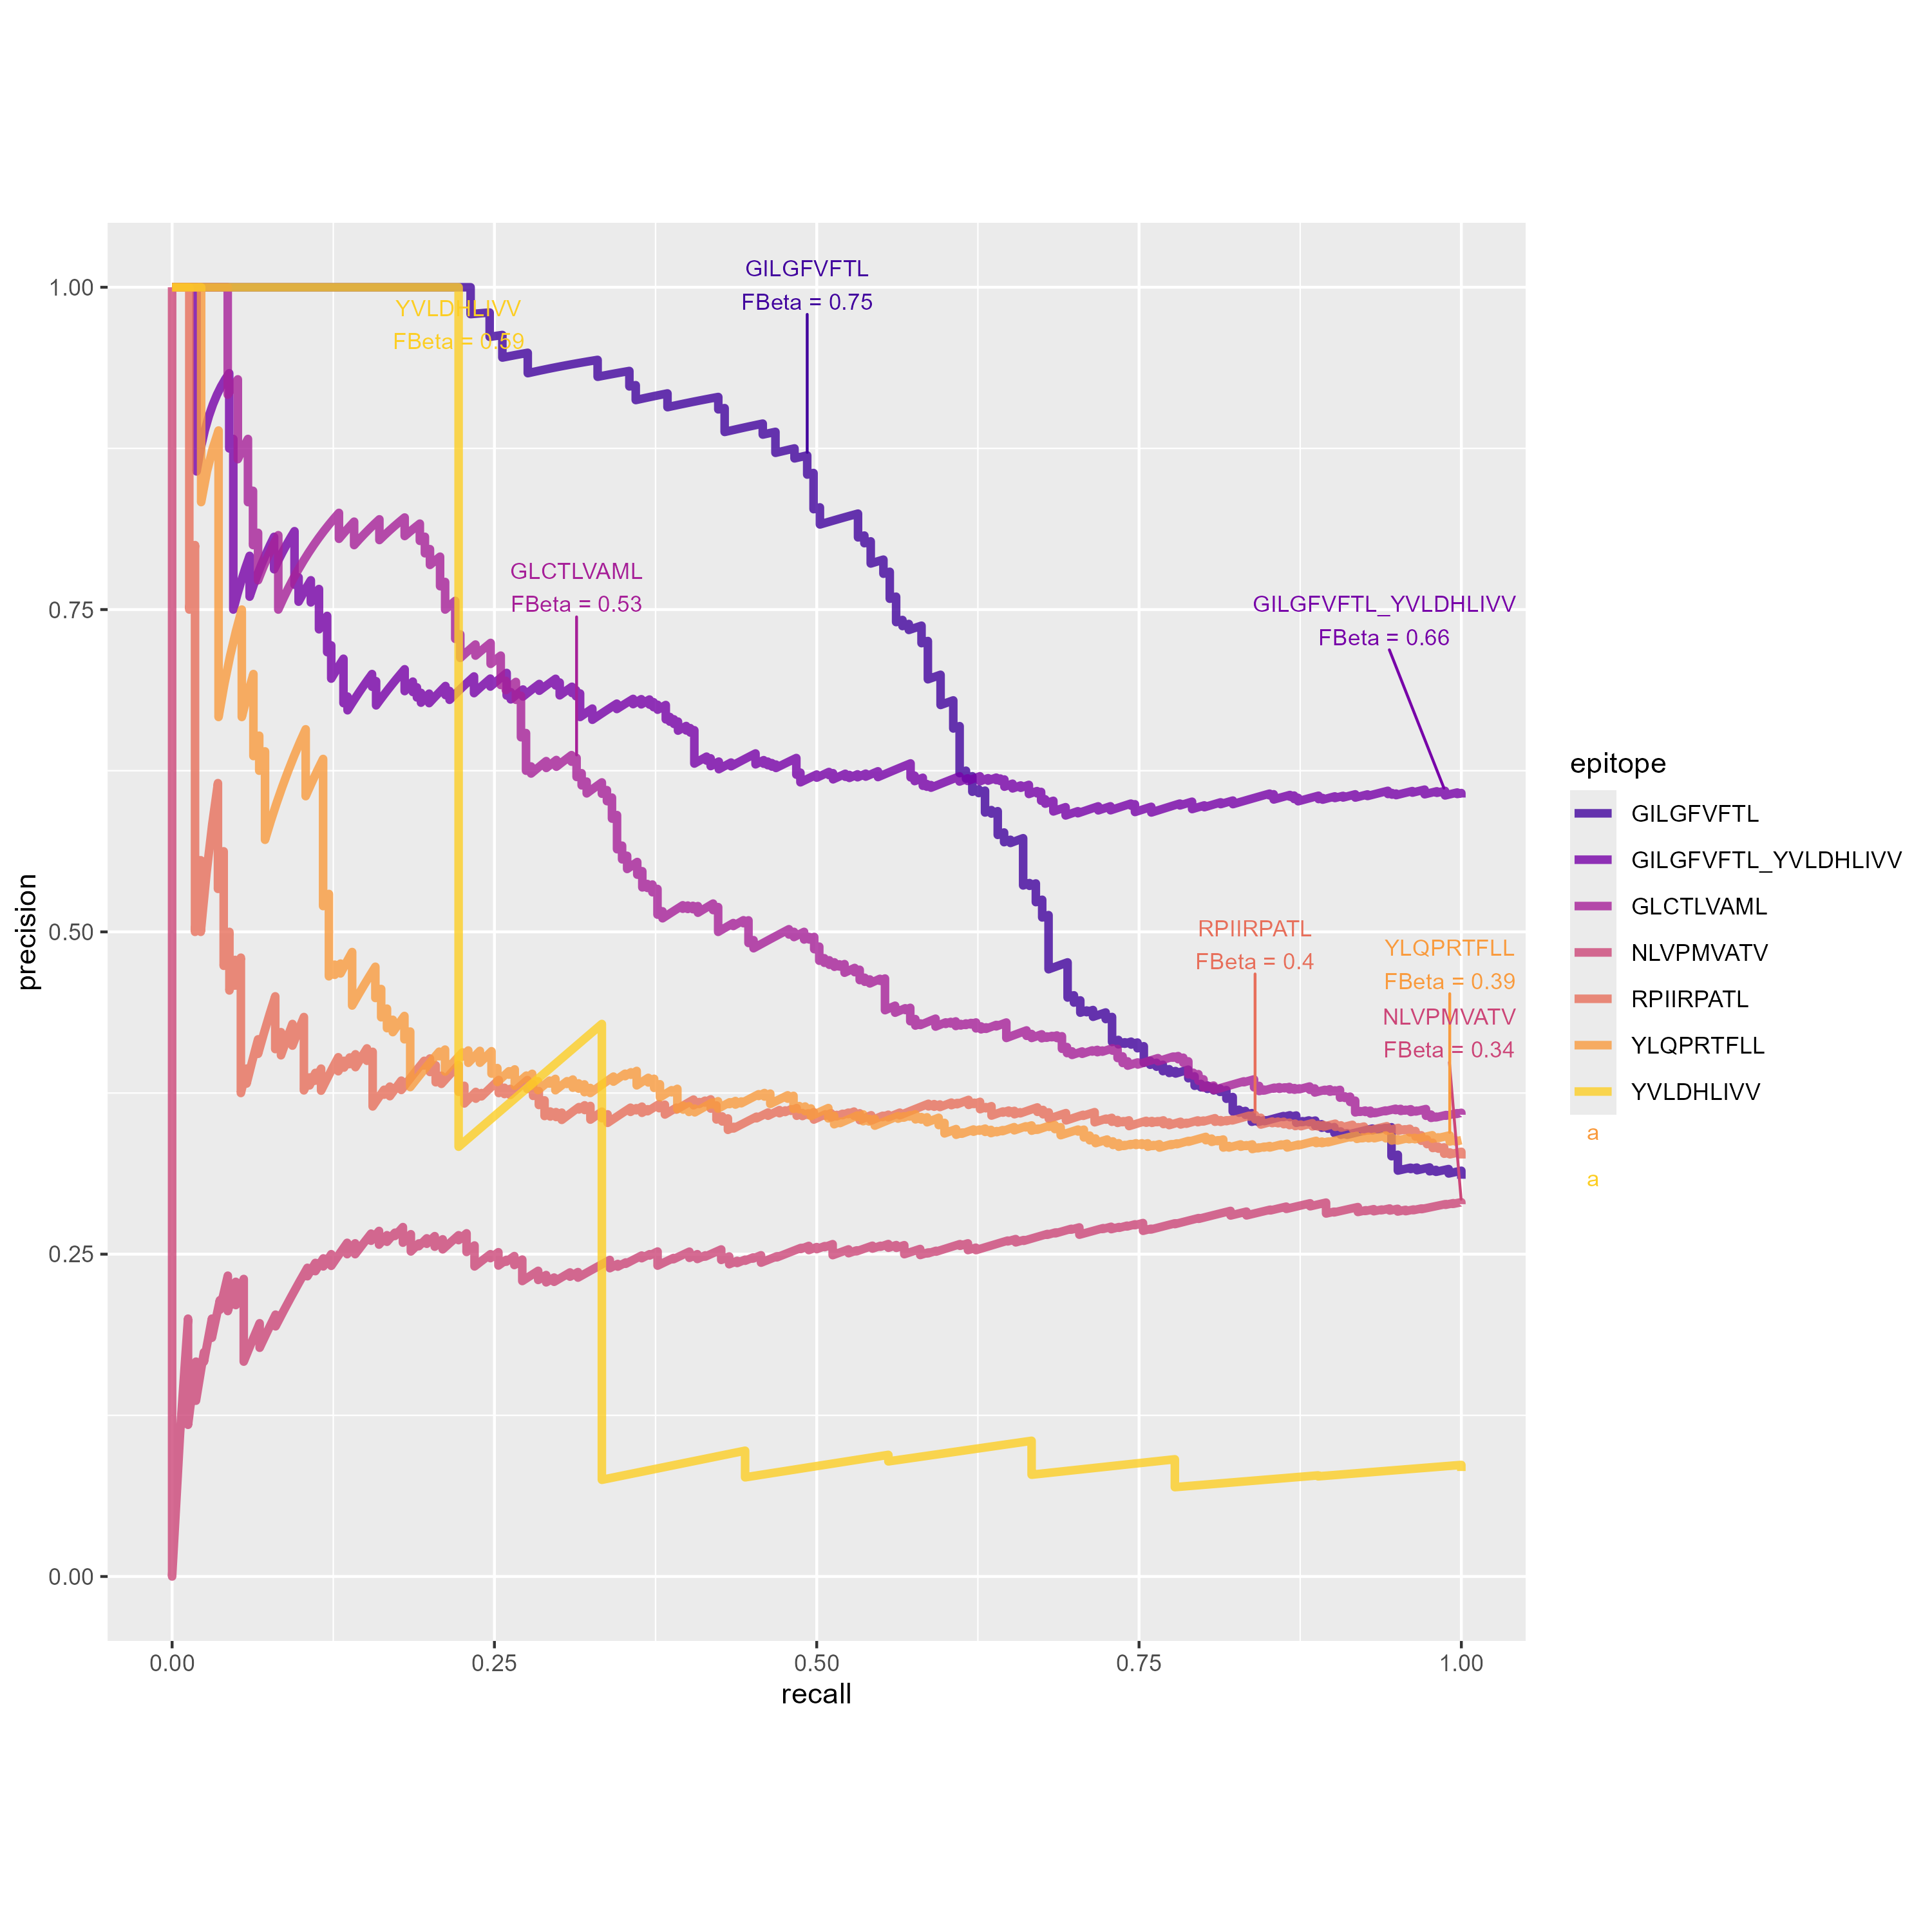 GILGFVFTL
FBeta = 0.75
YVLDHLIVV
FBeta = 0.59
GLCTLVAML
FBeta = 0.53
GILGFVFTL_YVLDHLIVV
FBeta = 0.66
RPIIRPATL
FBeta = 0.4
YLQPRTFLL
FBeta = 0.39
NLVPMVATV
FBeta = 0.34
1.00
0.75
0.50
0.25
0.00
precision
0.00
0.25
0.50
0.75
1.00
recall
epitope
GILGFVFTL
GILGFVFTL_YVLDHLIVV
GLCTLVAML
NLVPMVATV
RPIIRPATL
YLQPRTFLL
YVLDHLIVV
a
a